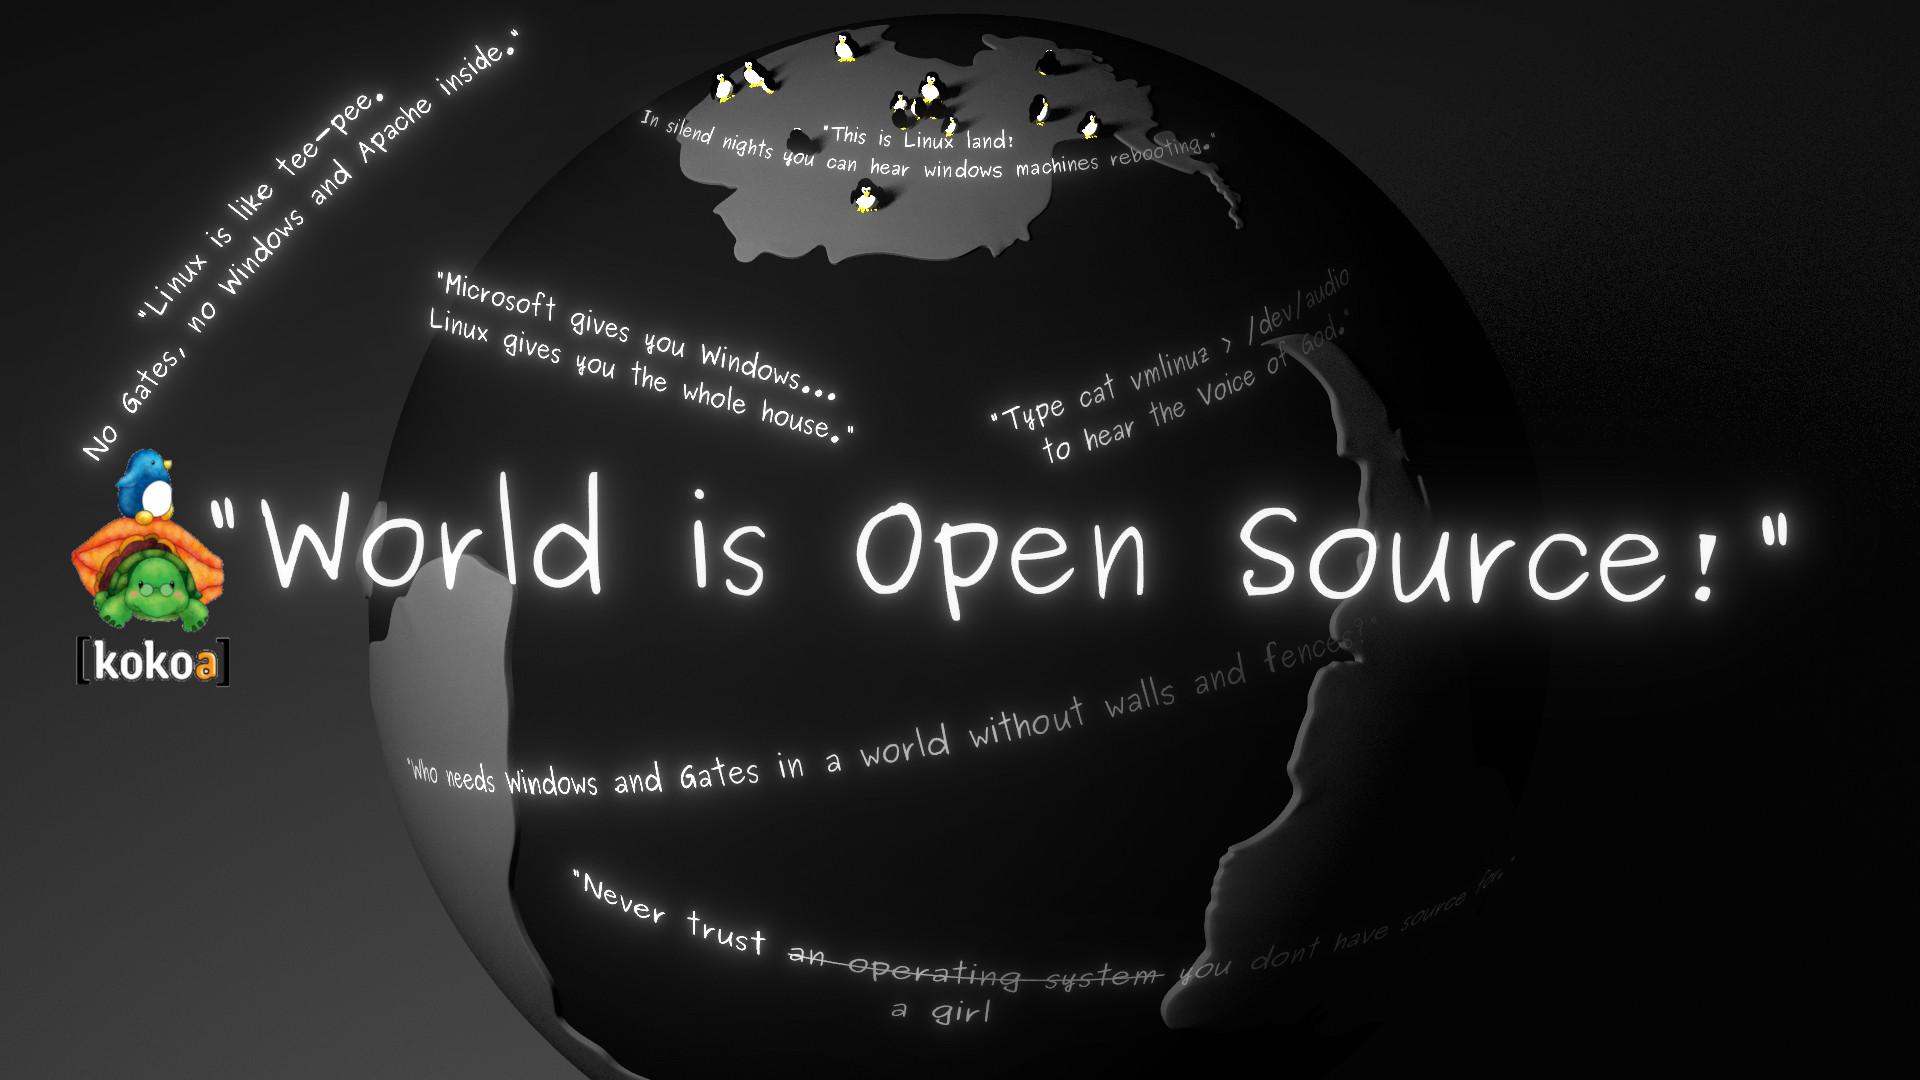 "Linux is like tee-pee.
No Gates, no Windows and Apache inside."
"This is Linux land!
In silend nights you can hear windows machines rebooting."
"Microsoft gives you Windows...
Linux gives you the whole house."
"Type cat vmlinuz > /dev/audio
to hear the Voice of God."
"World is Open Source!"
[kokoa]
"Who needs Windows and Gates in a world without walls and fences?"
"Never trust an operating system you dont have source for."
a girl